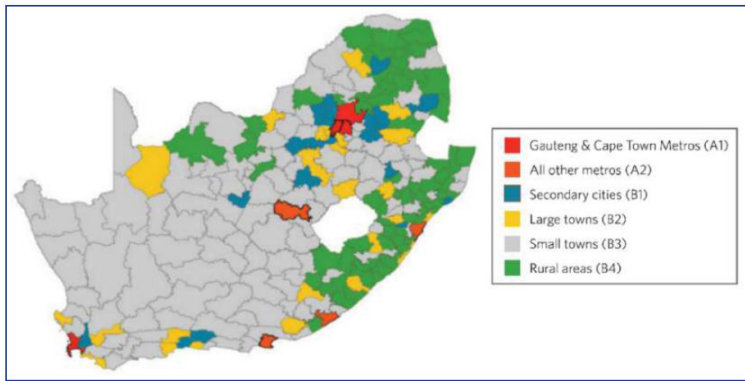 Gauteng & Cape Town Metros (A1)
All other metros (A2)
Secondary cities (B1)
Large towns (B2)
Small towns (B3)
Rural areas (B4)